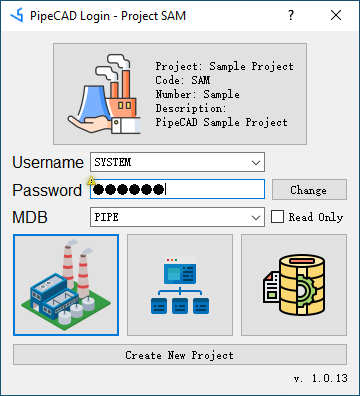 PipeCAD Login - Project SAM
Project: Sample Project
Code: SAM
Number: Sample
Description:
PipeCAD Sample Project
Username SYSTEM
Password ●●●●●● Change
MDB PIPE Read Only
Create New Project
v. 1.0.13